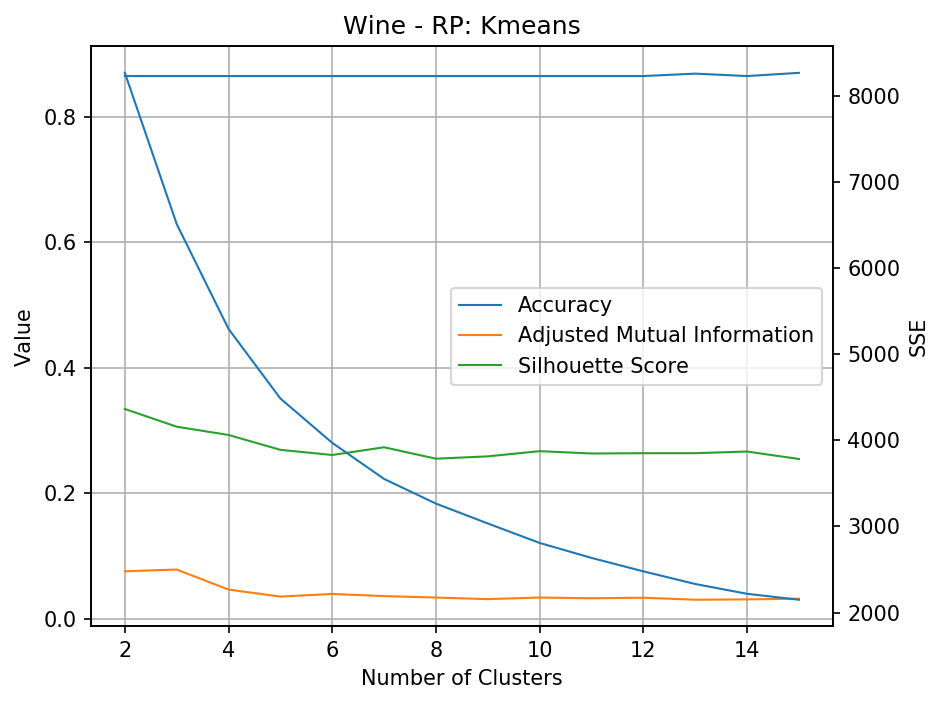 Wine - RP: Kmeans
Value
0.8
0.6
0.4
0.2
0.0
Accuracy
Adjusted Mutual Information
Silhouette Score
8000
7000
6000
5000
4000
3000
2000
SSE
2 4 6 8 10 12 14
Number of Clusters